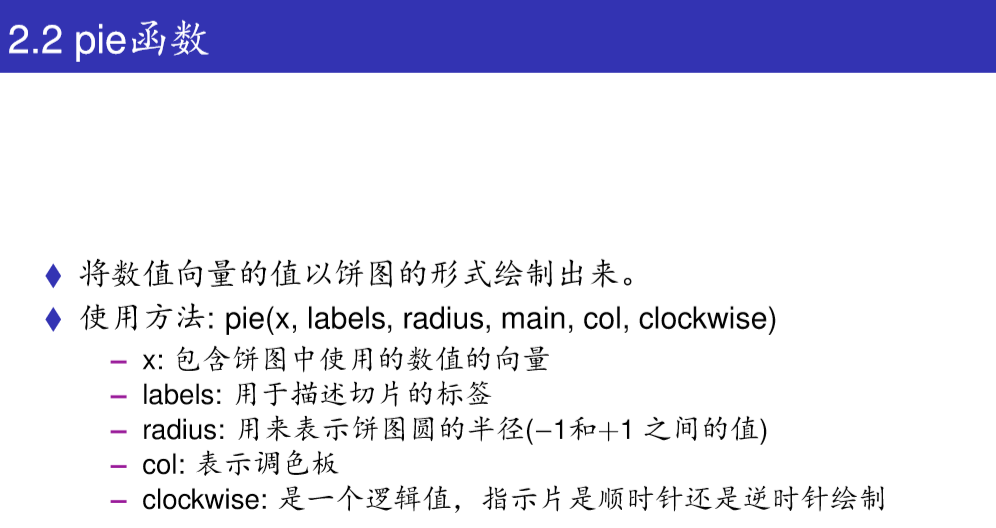 2.2 pie函数
♦ 将数值向量的值以饼图的形式绘制出来。
♦ 使用方法: pie(x, labels, radius, main, col, clockwise)
– x: 包含饼图中使用的数值的向量
– labels: 用于描述切片的标签
– radius: 用来表示饼图圆的半径(−1和+1 之间的值)
– col: 表示调色板
– clockwise: 是一个逻辑值，指示片是顺时针还是逆时针绘制